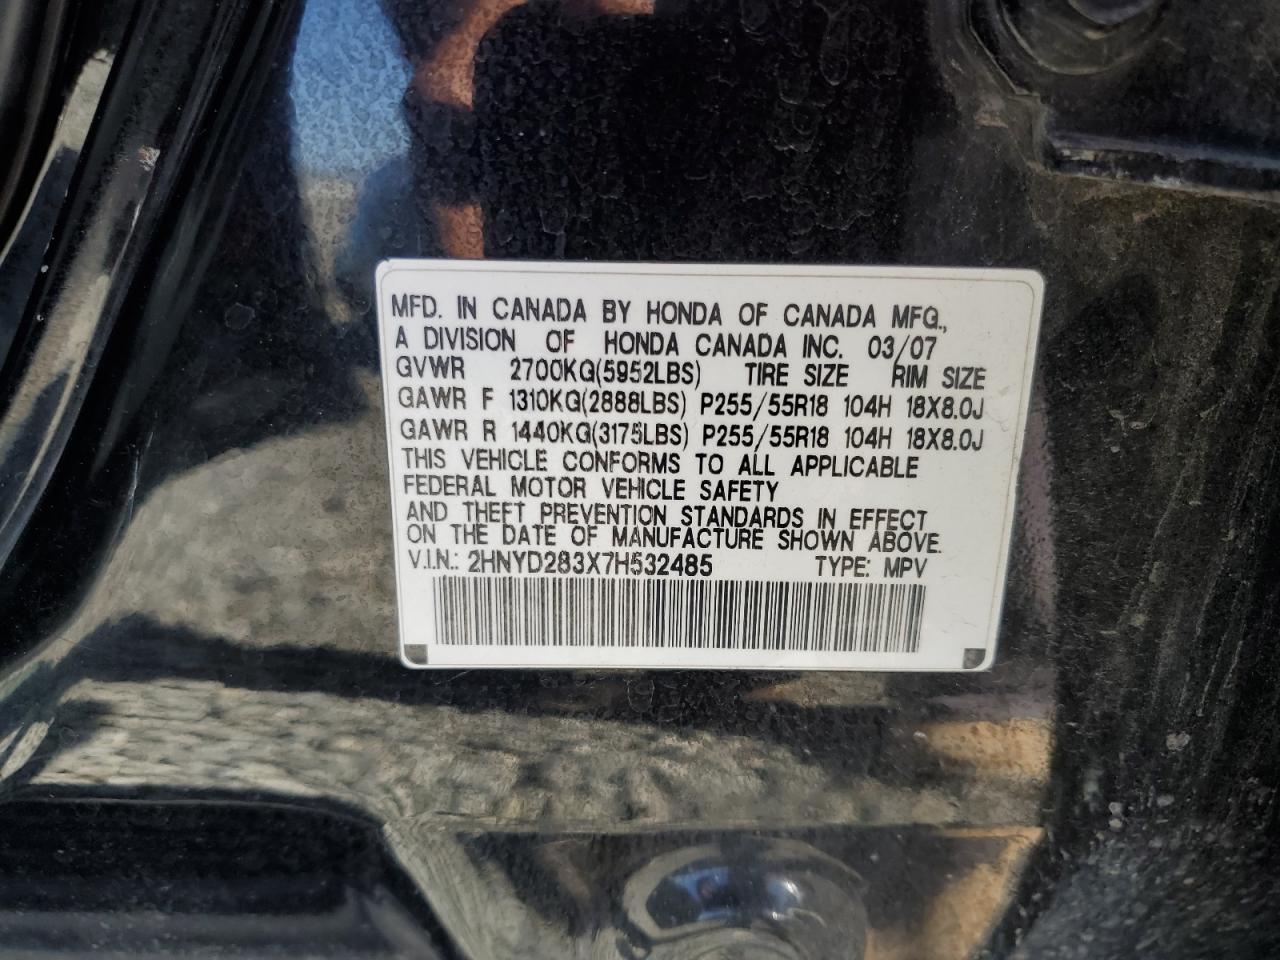 MFD. IN CANADA BY HONDA OF CANADA MFG.,
A DIVISION OF HONDA CANADA INC. 03/07
GVWR 2700KG(5952LBS) TIRE SIZE RIM SIZE
GAWR F 1310KG(2888LBS) P255/55R18 104H 18X8.0J
GAWR R 1440KG(3175LBS) P255/55R18 104H 18X8.0J
THIS VEHICLE CONFORMS TO ALL APPLICABLE
FEDERAL MOTOR VEHICLE SAFETY
AND THEFT PREVENTION STANDARDS IN EFFECT
ON THE DATE OF MANUFACTURE SHOWN ABOVE.
V.I.N.: 2HNYD283X7H532485 TYPE: MPV